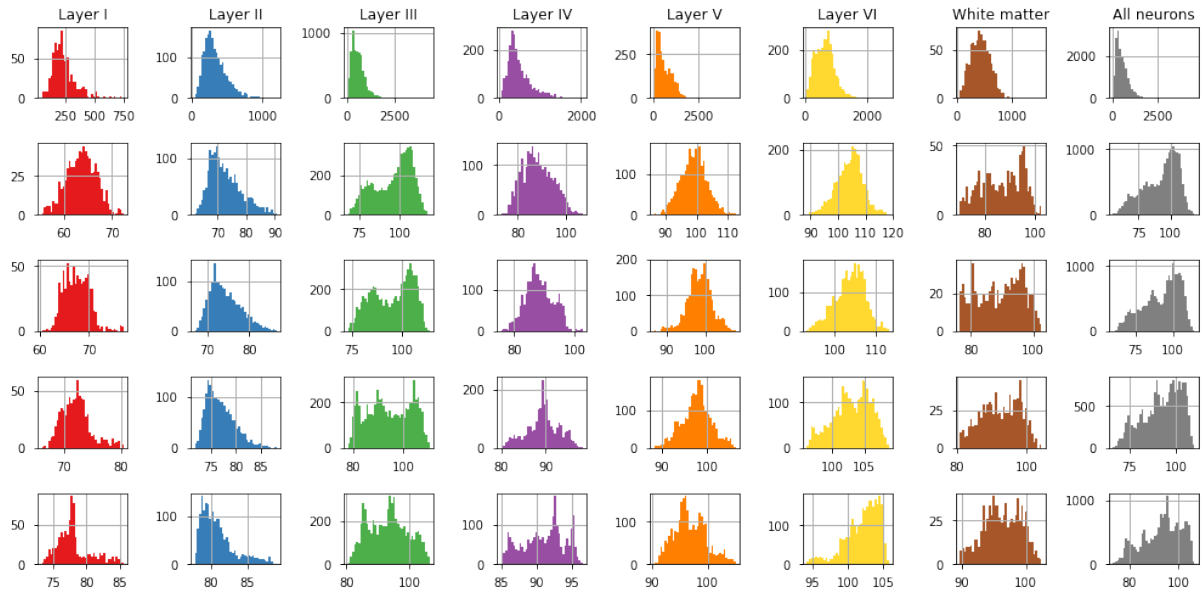 Layer I Layer II Layer III Layer IV Layer V Layer VI White matter All neurons
50 0 100 0 1000 500 0 200 0 250 0 200 0 50 0 2000 0
250 500 750 0 1000 0 2500 0 2000 0 2500 0 2000 0 1000 0 2500
25 0 100 0 200 0 100 0 100 0 200 0 50 25 0 1000 500 0
60 70 70 80 90 75 100 80 100 90 100 110 90 100 110 120 80 100 75 100
50 0 100 0 200 0 100 0 200 100 0 100 0 20 0 1000 500 0
60 70 70 80 75 100 80 100 90 100 100 110 80 90 100 75 100
50 0 100 0 200 0 200 0 100 0 100 0 25 0 500 0
70 80 75 80 85 80 100 80 90 90 100 100 105 80 100 75 100
50 0 100 0 200 0 100 0 100 0 100 0 25 0 1000 500 0
75 80 85 80 85 80 100 85 90 95 90 100 95 100 105 90 100 80 100